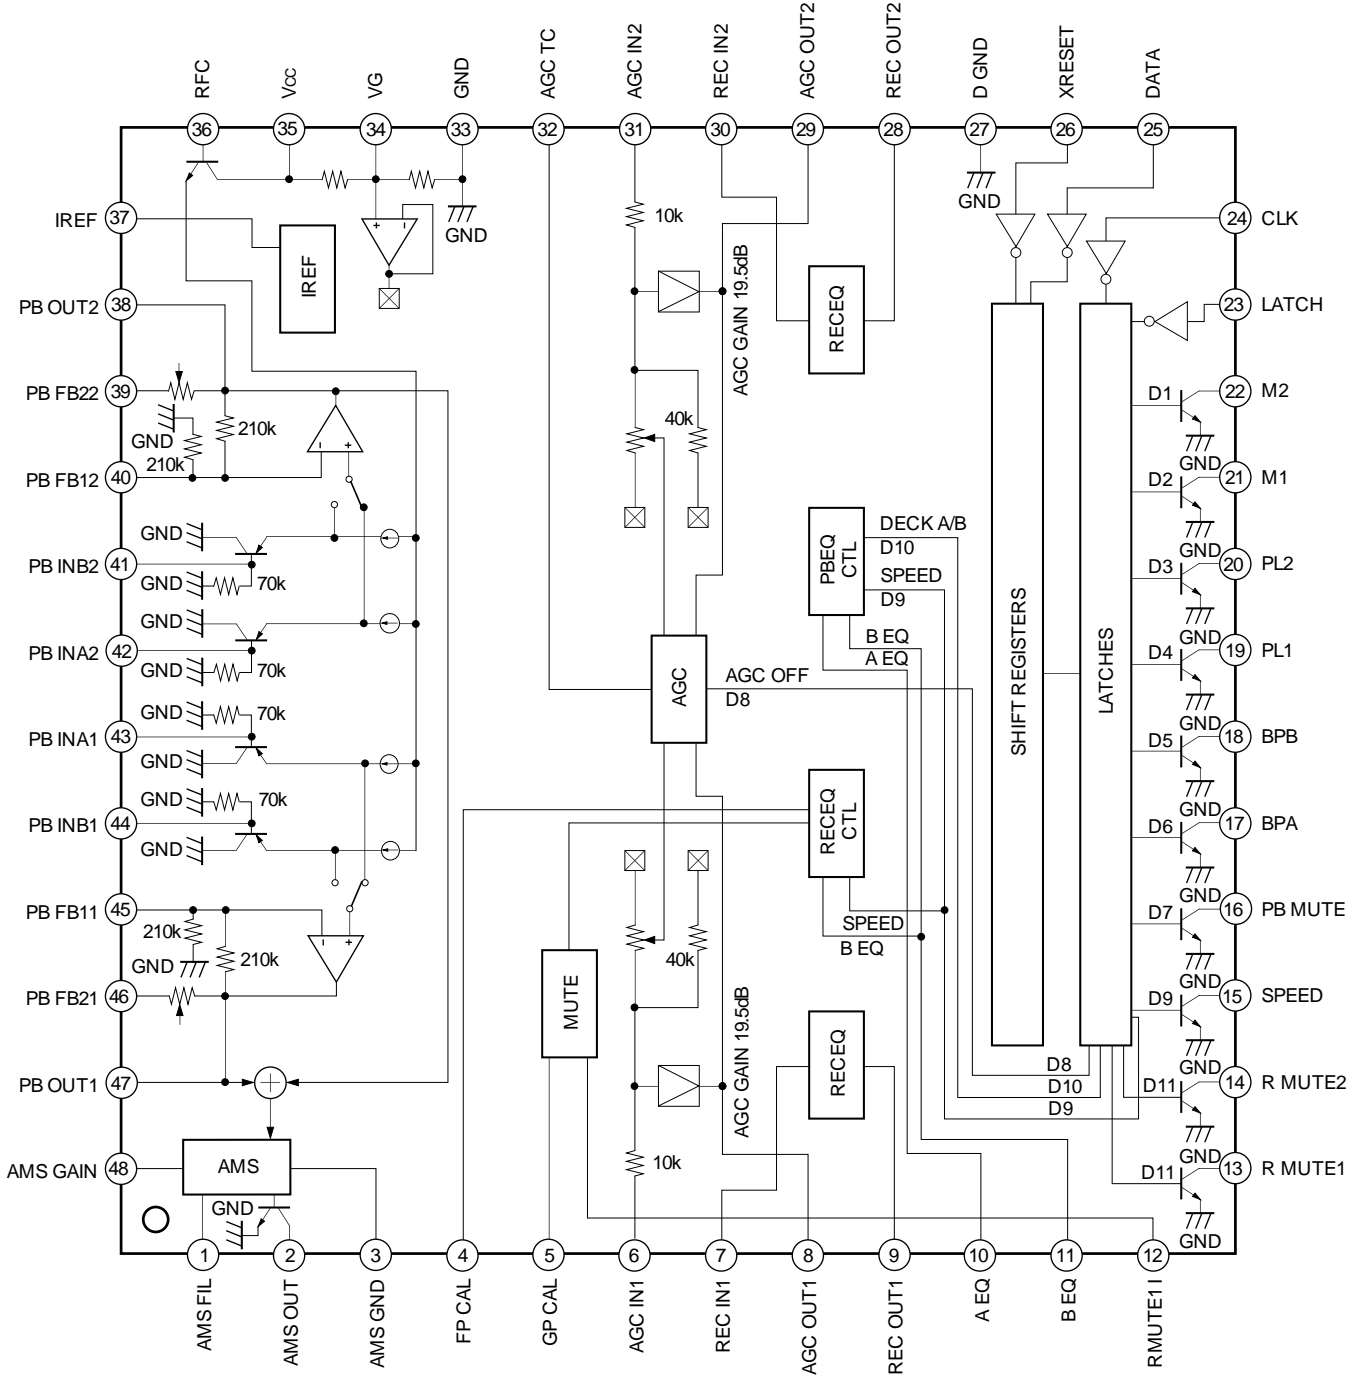 RFC
Vcc
VG
GND
AGC TC
AGC IN2
REC IN2
AGC OUT2
REC OUT2
D GND
XRESET
DATA
36
35
34
33
32
31
30
29
28
27
26
25
GND
GND
IREF
37
IREF
10k
24
CLK
AGC GAIN 19.5dB
RECEQ
PB OUT2
38
23
LATCH
PB FB22
39
D1
22
M2
GND
210k
210k
40k
GND
PB FB12
40
D2
21
M1
GND
DECK A/B
D10
PBEQ
CTL
SPEED
D9
GND
PB INB2
41
GND
70k
D3
20
PL2
GND
B EQ
A EQ
GND
PB INA2
42
GND
70k
D4
19
PL1
SHIFT REGISTERS
LATCHES
AGC
AGC OFF
D8
GND
70k
GND
PB INA1
43
GND
D5
18
BPB
GND
70k
RECEQ
CTL
GND
PB INB1
44
GND
D6
17
BPA
GND
PB FB11
45
210k
GND
210k
SPEED
B EQ
40k
D7
16
PB MUTE
GND
PB FB21
46
MUTE
AGC GAIN 19.5dB
RECEQ
D9
15
SPEED
GND
PB OUT1
47
D8
D10
D9
D11
14
R MUTE2
GND
AMS GAIN
48
AMS
GND
10k
D11
13
R MUTE1
GND
1
2
3
4
5
6
7
8
9
10
11
12
AMS FIL
AMS OUT
AMS GND
FP CAL
GP CAL
AGC IN1
REC IN1
AGC OUT1
REC OUT1
A EQ
B EQ
RMUTE1 I